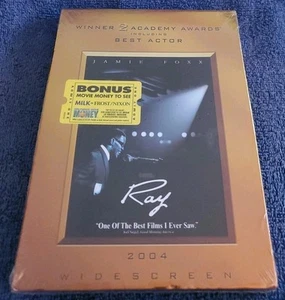 WINNER 2 ACADEMY AWARDS
INCLUDING
BEST ACTOR
JAMIE FOXX
BONUS
MOVIE MONEY TO SEE
MILK • FROST/NIXON
MONEY
Ray
"One Of The Best Films I Ever Saw."
2004
WIDESCREEN